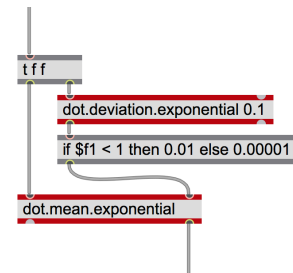 t f f
dot.deviation.exponential 0.1
if $f1 < 1 then 0.01 else 0.00001
dot.mean.exponential